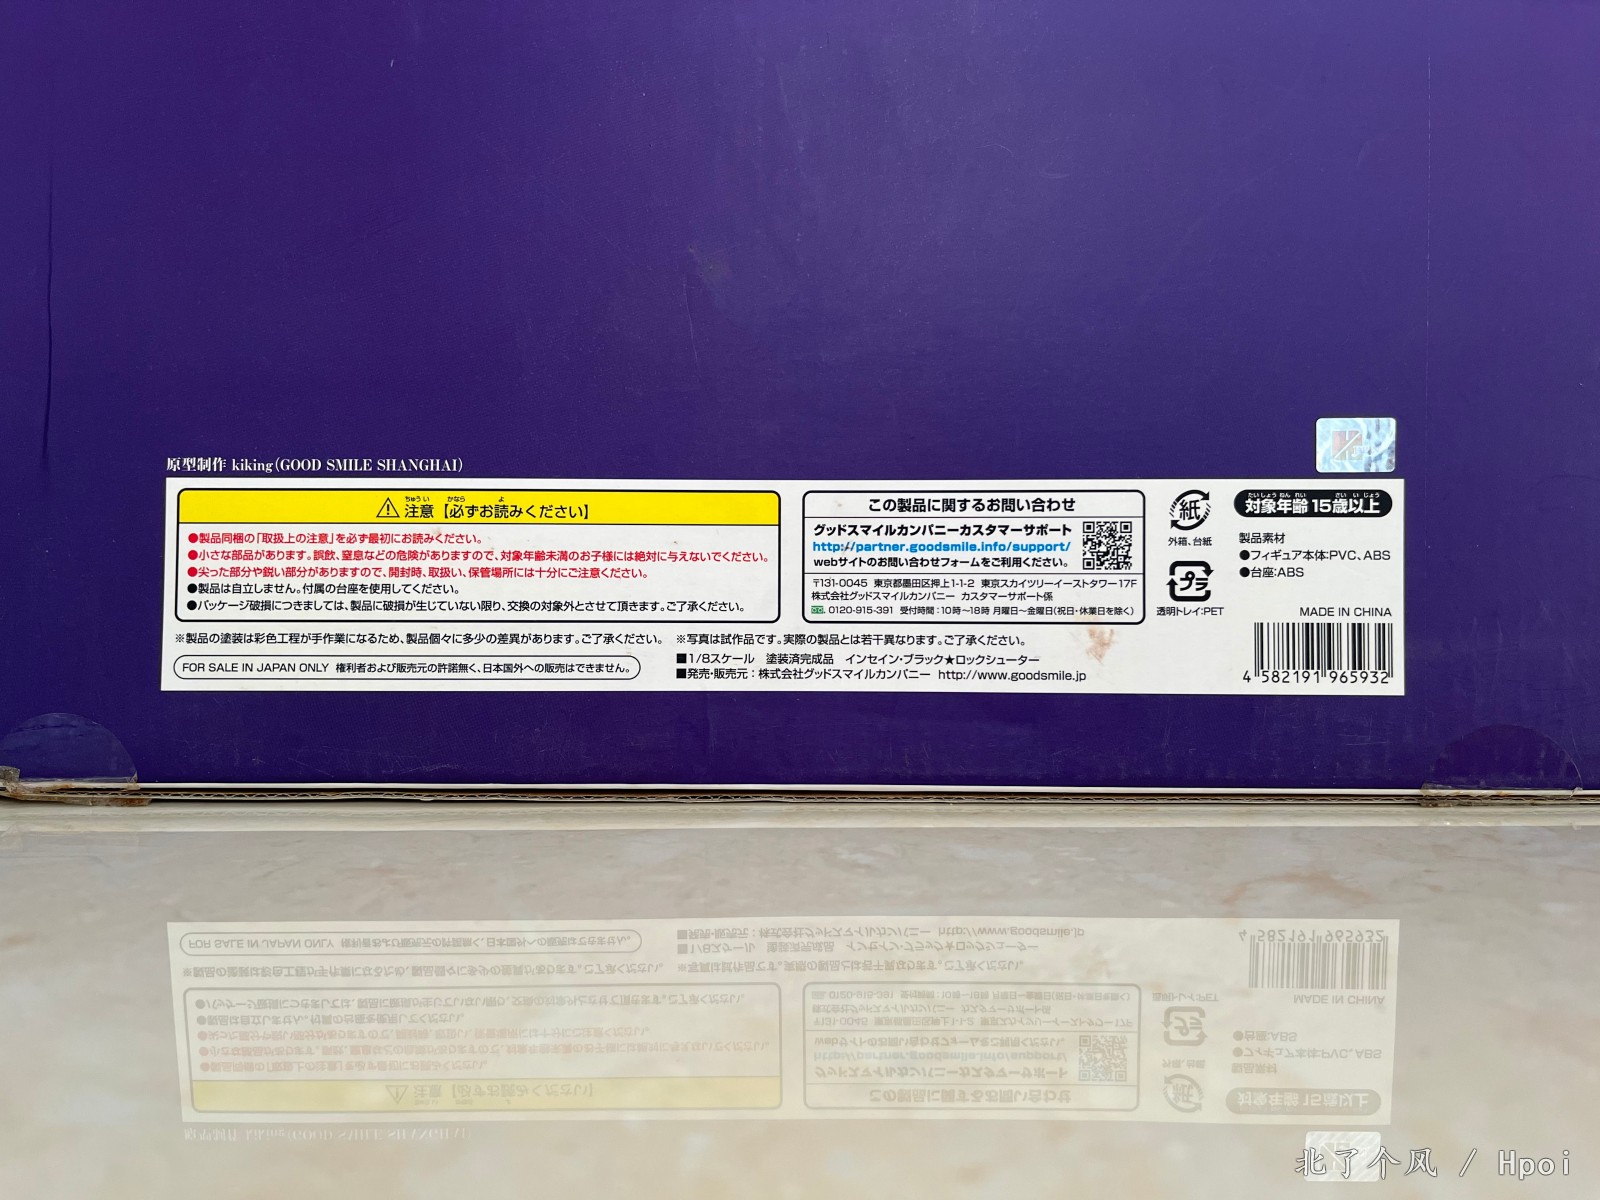 原型制作 kiking(GOOD SMILE SHANGHAI)
注意【必ずお読みください】
●製品同梱の「取扱上の注意」を必ず最初にお読みください。
●小さな部品があります。誤飲、窒息などの危険がありますので、対象年齢未満のお子様には絶対に与えないでください。
●尖った部分や鋭い部分がありますので、開封時、取扱い、保管場所には十分にご注意ください。
●製品は自立しません。付属の台座を使用してください。
●パッケージ破損につきましては、製品に破損が生じていない限り、交換の対象外とさせて頂きます。ご了承ください。
※製品の塗装は彩色工程が手作業になるため、製品個々に多少の差異があります。ご了承ください。 ※写真は試作品です。実際の製品とは若干異なります。ご了承ください。
FOR SALE IN JAPAN ONLY 権利者および販売元の許諾無く、日本国外への販売はできません。
■1/8スケール 塗装済完成品 インセイン・ブラック★ロックシューター
■発売・販売元：株式会社グッドスマイルカンパニー http://www.goodsmile.jp
この製品に関するお問い合わせ
グッドスマイルカンパニーカスタマーサポート
http://partner.goodsmile.info/support/
webサイトのお問い合わせフォームをご利用ください。
〒131-0045 東京都墨田区押上1-1-2 東京スカイツリーイーストタワー17F
株式会社グッドスマイルカンパニー カスタマーサポート係
0120-915-391 受付時間：10時～18時 月曜日～金曜日(祝日・休業日を除く)
紙
外箱、台紙
プラ
透明トレイ:PET
対象年齢15歳以上
製品素材
●フィギュア本体:PVC、ABS
●台座:ABS
MADE IN CHINA
4 582191 965932
北了个风 / Hpoi